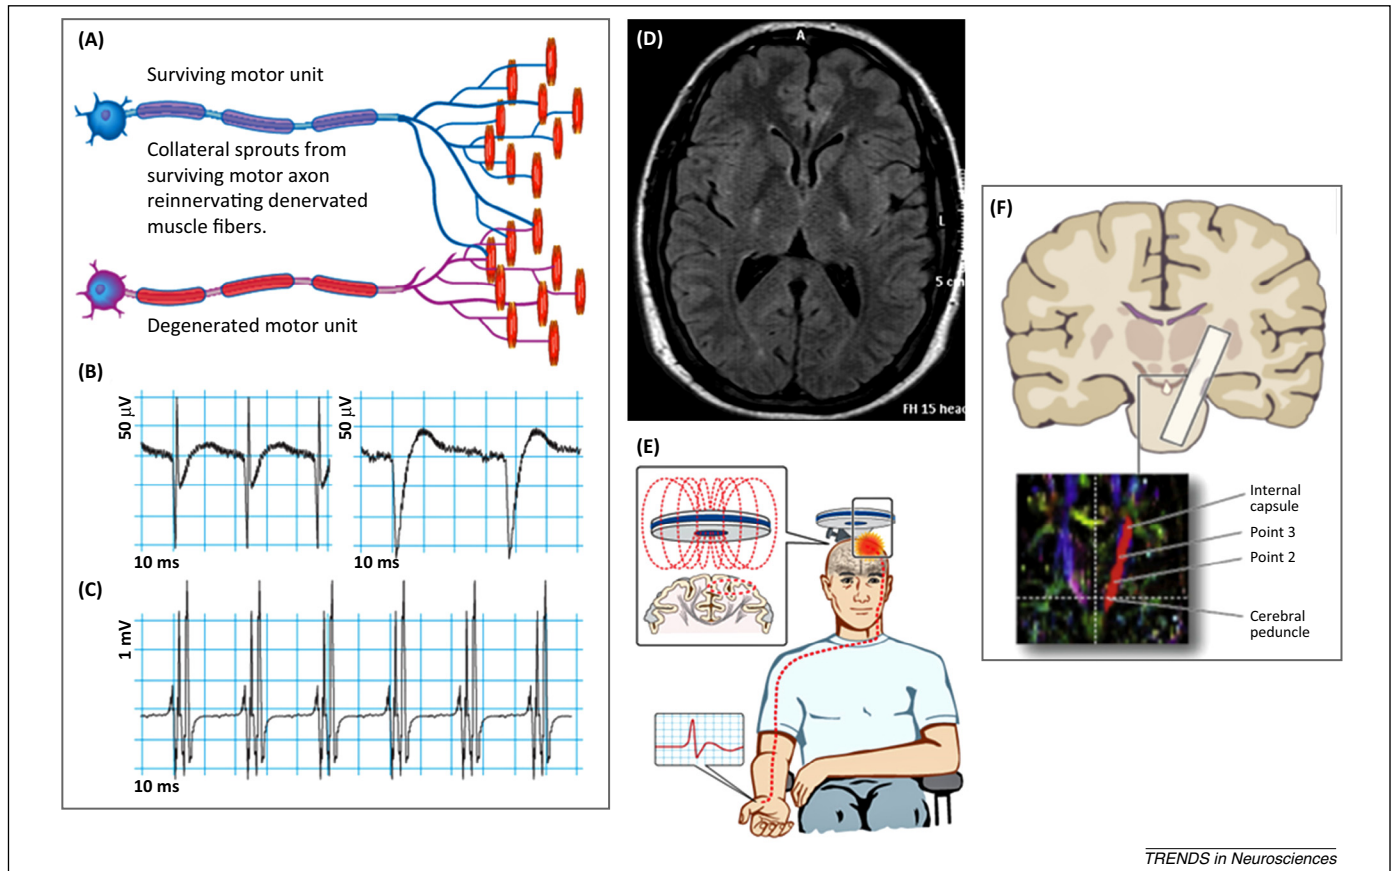 (A)
Surviving motor unit
Collateral sprouts from
surviving motor axon
reinnervating denervated
muscle fibers.
Degenerated motor unit
(B)
50 μV
10 ms
50 μV
10 ms
(C)
1 mV
10 ms
(D)
A
L
5 cm
FH 15 head
(E)
(F)
Internal
capsule
Point 3
Point 2
Cerebral
peduncle
TRENDS in Neurosciences